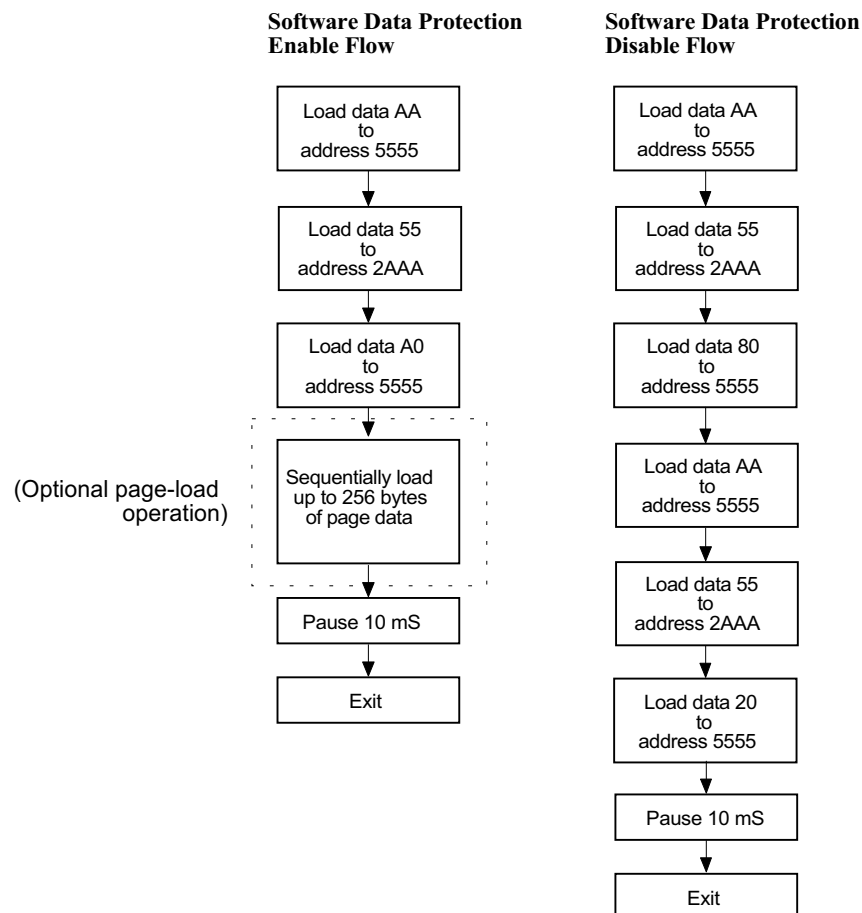 Software Data Protection
Enable Flow
Load data AA
to
address 5555
Load data 55
to
address 2AAA
Load data A0
to
address 5555
(Optional page-load
operation)
Sequentially load
up to 256 bytes
of page data
Pause 10 mS
Exit
Software Data Protection
Disable Flow
Load data AA
to
address 5555
Load data 55
to
address 2AAA
Load data 80
to
address 5555
Load data AA
to
address 5555
Load data 55
to
address 2AAA
Load data 20
to
address 5555
Pause 10 mS
Exit